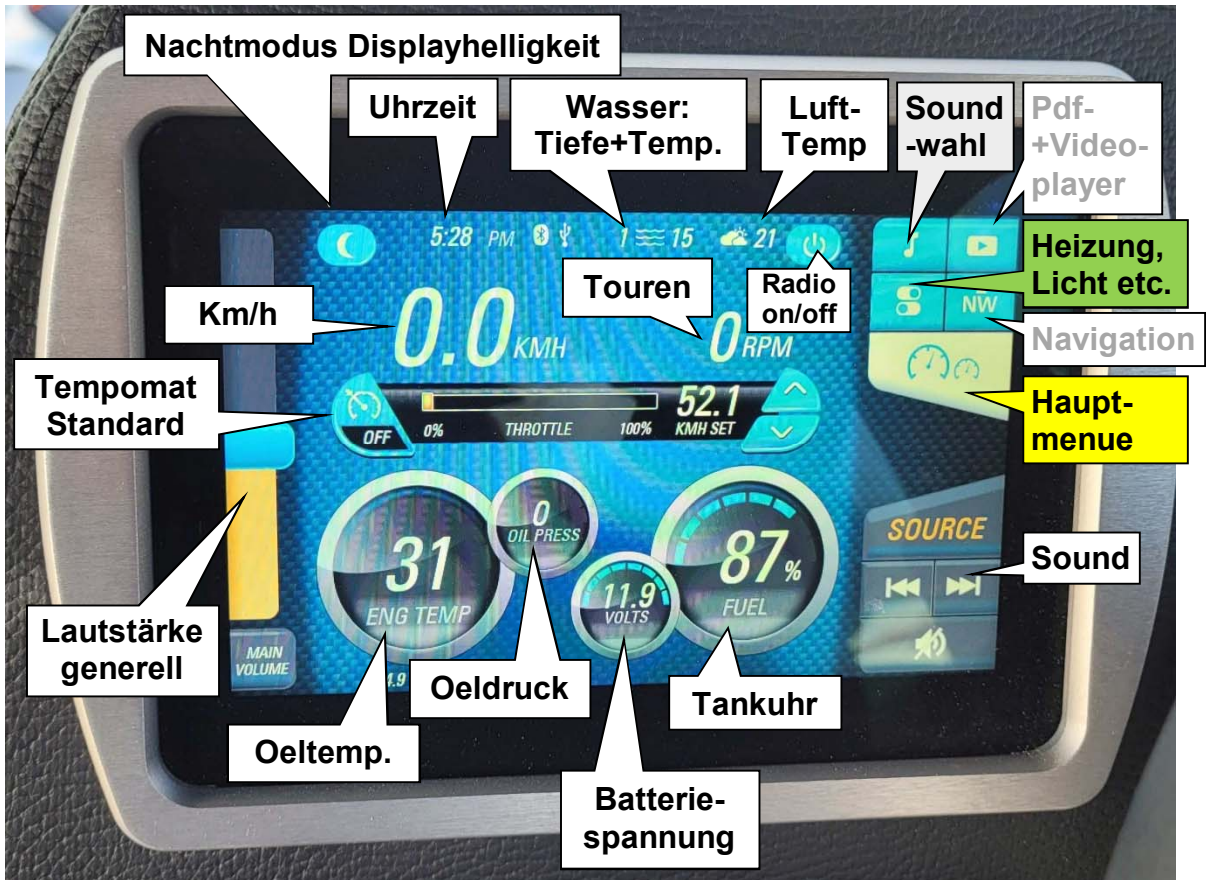 Nachtmodus Displayhelligkeit
Uhrzeit
Wasser:
Tiefe+Temp.
Luft-
Temp
Sound
-wahl
Pdf-
+Video-
player
5:28 PM
1
15
21
Heizung,
Licht etc.
Radio
on/off
Touren
Km/h
0.0 KMH
0 RPM
NW
Navigation
Tempomat
Standard
OFF
0% THROTTLE 100%
52.1
KMH SET
Haupt-
menue
31
ENG TEMP
0
OIL PRESS
11.9
VOLTS
87%
FUEL
SOURCE
Sound
Lautstärke
generell
MAIN
VOLUME
Oeldruck
Tankuhr
Oeltemp.
Batterie-
spannung